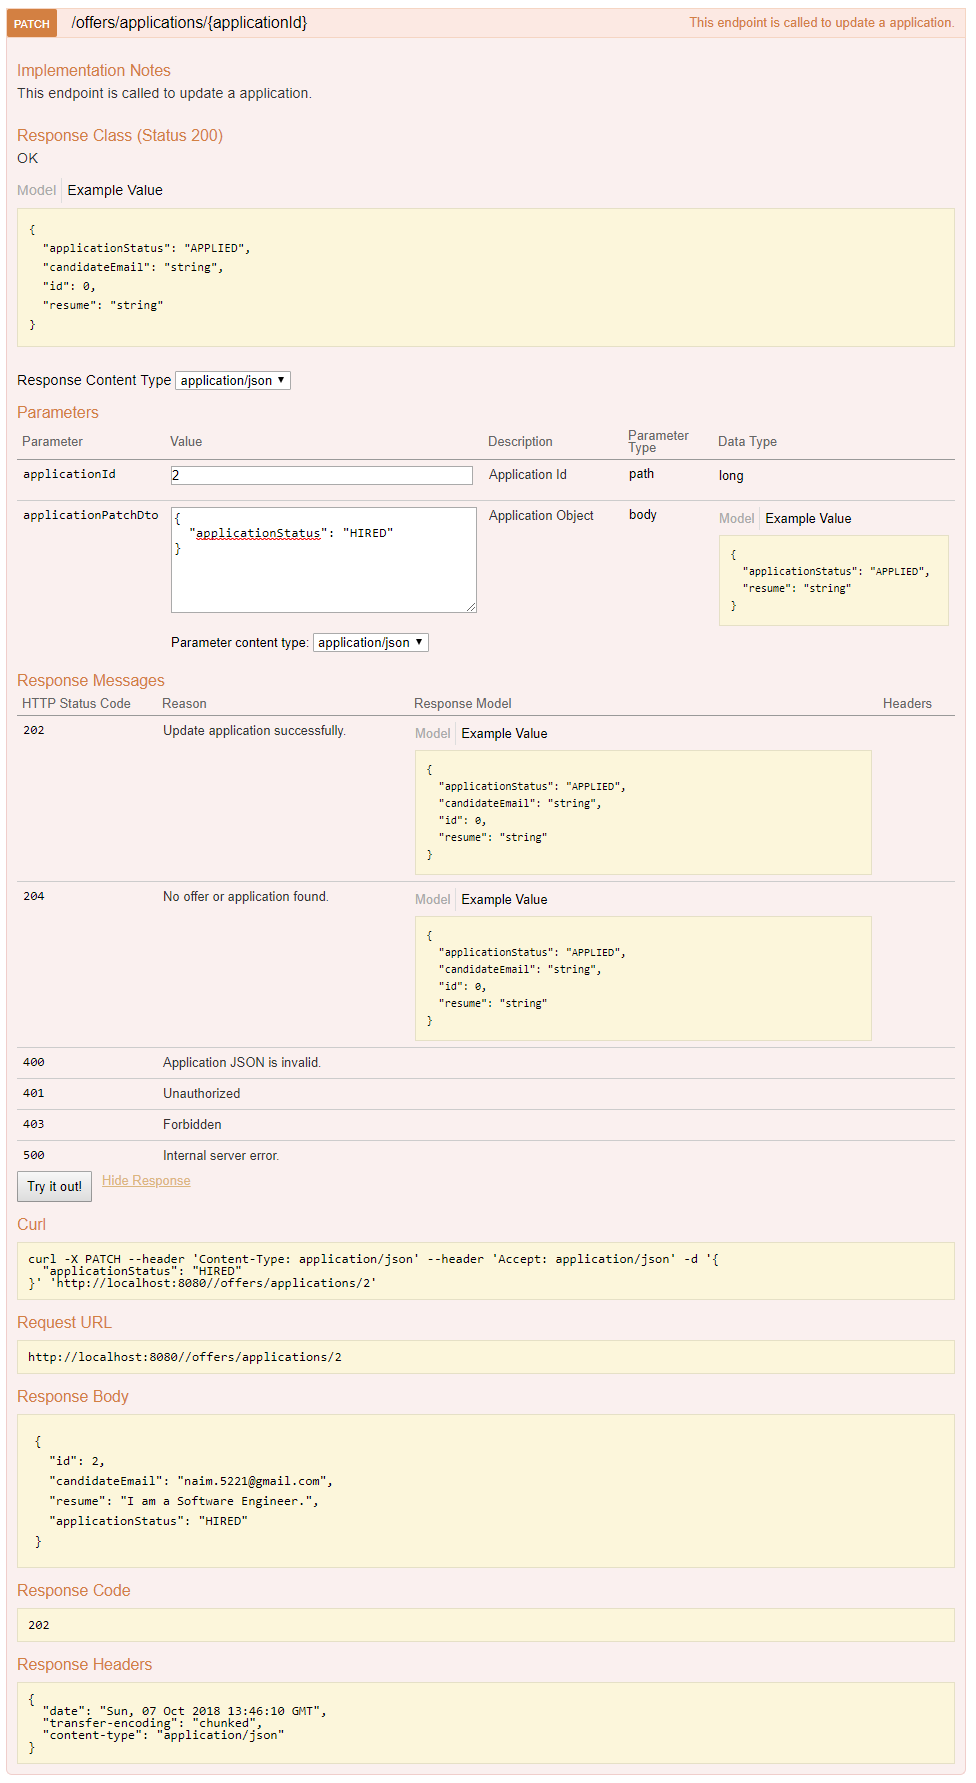 PATCH /offers/applications/{applicationId} This endpoint is called to update a application.
Implementation Notes
This endpoint is called to update a application.
Response Class (Status 200)
OK
Model Example Value
{
  "applicationStatus": "APPLIED",
  "candidateEmail": "string",
  "id": 0,
  "resume": "string"
}
Response Content Type application/json
Parameters
Parameter Value Description Parameter Type Data Type
applicationId 2 Application Id path long
applicationPatchDto Application Object body
{
  "applicationStatus": "HIRED"
}
Parameter content type: application/json
Model Example Value
{
  "applicationStatus": "APPLIED",
  "resume": "string"
}
Response Messages
HTTP Status Code Reason Response Model Headers
202 Update application successfully.
Model Example Value
{
  "applicationStatus": "APPLIED",
  "candidateEmail": "string",
  "id": 0,
  "resume": "string"
}
204 No offer or application found.
Model Example Value
{
  "applicationStatus": "APPLIED",
  "candidateEmail": "string",
  "id": 0,
  "resume": "string"
}
400 Application JSON is invalid.
401 Unauthorized
403 Forbidden
500 Internal server error.
Try it out! Hide Response
Curl
curl -X PATCH --header 'Content-Type: application/json' --header 'Accept: application/json' -d '{
  "applicationStatus": "HIRED"
}' 'http://localhost:8080//offers/applications/2'
Request URL
http://localhost:8080//offers/applications/2
Response Body
{
  "id": 2,
  "candidateEmail": "naim.5221@gmail.com",
  "resume": "I am a Software Engineer.",
  "applicationStatus": "HIRED"
}
Response Code
202
Response Headers
{
  "date": "Sun, 07 Oct 2018 13:46:10 GMT",
  "transfer-encoding": "chunked",
  "content-type": "application/json"
}